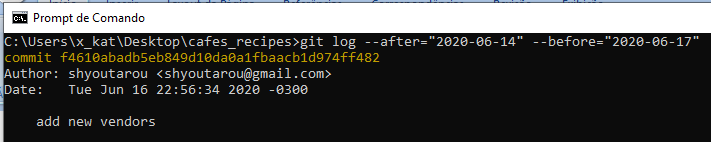 Prompt de Comando
C:\Users\x_kat\Desktop\cafes_recipes>git log --after="2020-06-14" --before="2020-06-17"
commit f4610abadb5eb849d10da0a1fbaacb1d974ff482
Author: shyoutarou <shyoutarou@gmail.com>
Date:   Tue Jun 16 22:56:34 2020 -0300
add new vendors